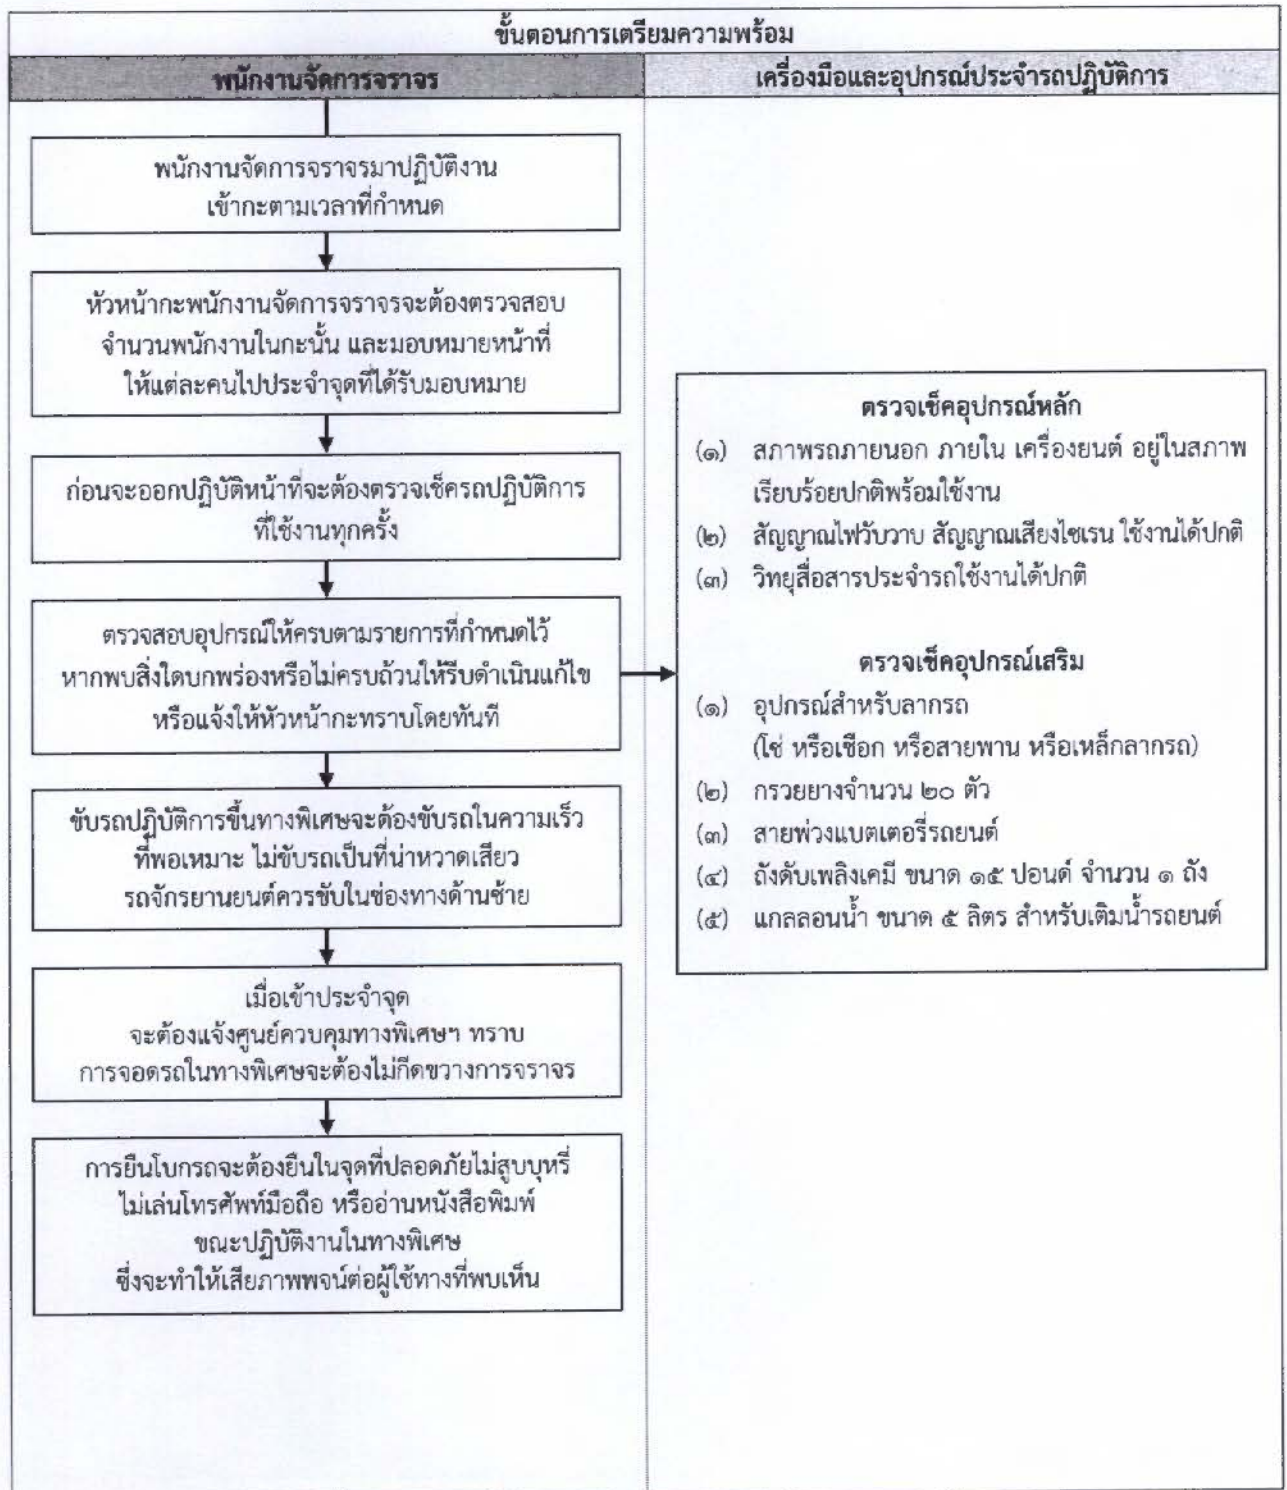 ขั้นตอนการเตรียมความพร้อม
พนักงานจัดการจราจร
เครื่องมือและอุปกรณ์ประจำรถปฏิบัติการ
พนักงานจัดการจราจรมาปฏิบัติงาน
เข้ากะตามเวลาที่กำหนด
หัวหน้ากะพนักงานจัดการจราจรจะต้องตรวจสอบ
จำนวนพนักงานในกะนั้น และมอบหมายหน้าที่
ให้แต่ละคนไปประจำจุดที่ได้รับมอบหมาย
ก่อนจะออกปฏิบัติหน้าที่จะต้องตรวจเช็ครถปฏิบัติการ
ที่ใช้งานทุกครั้ง
ตรวจสอบอุปกรณ์ให้ครบตามรายการที่กำหนดไว้
หากพบสิ่งใดบกพร่องหรือไม่ครบถ้วนให้รีบดำเนินแก้ไข
หรือแจ้งให้หัวหน้ากะทราบโดยทันที
ขับรถปฏิบัติการขึ้นทางพิเศษจะต้องขับรถในความเร็ว
ที่พอเหมาะ ไม่ขับรถเป็นที่น่าหวาดเสียว
รถจักรยานยนต์ควรขับในช่องทางด้านซ้าย
เมื่อเข้าประจำจุด
จะต้องแจ้งศูนย์ควบคุมทางพิเศษฯ ทราบ
การจอดรถในทางพิเศษจะต้องไม่กีดขวางการจราจร
การยืนโบกรถจะต้องยืนในจุดที่ปลอดภัยไม่สูบบุหรี่
ไม่เล่นโทรศัพท์มือถือ หรืออ่านหนังสือพิมพ์
ขณะปฏิบัติงานในทางพิเศษ
ซึ่งจะทำให้เสียภาพพจน์ต่อผู้ใช้ทางที่พบเห็น
ตรวจเช็คอุปกรณ์หลัก
(๑) สภาพรถภายนอก ภายใน เครื่องยนต์ อยู่ในสภาพ
เรียบร้อยปกติพร้อมใช้งาน
(๒) สัญญาณไฟวับวาบ สัญญาณเสียงไซเรน ใช้งานได้ปกติ
(๓) วิทยุสื่อสารประจำรถใช้งานได้ปกติ
ตรวจเช็คอุปกรณ์เสริม
(๑) อุปกรณ์สำหรับลากรถ
(โซ่ หรือเชือก หรือสายพาน หรือเหล็กลากรถ)
(๒) กรวยยางจำนวน ๒๐ ตัว
(๓) สายพ่วงแบตเตอรี่รถยนต์
(๔) ถังดับเพลิงเคมี ขนาด ๑๕ ปอนด์ จำนวน ๑ ถัง
(๕) แกลลอนน้ำ ขนาด ๕ ลิตร สำหรับเติมน้ำรถยนต์